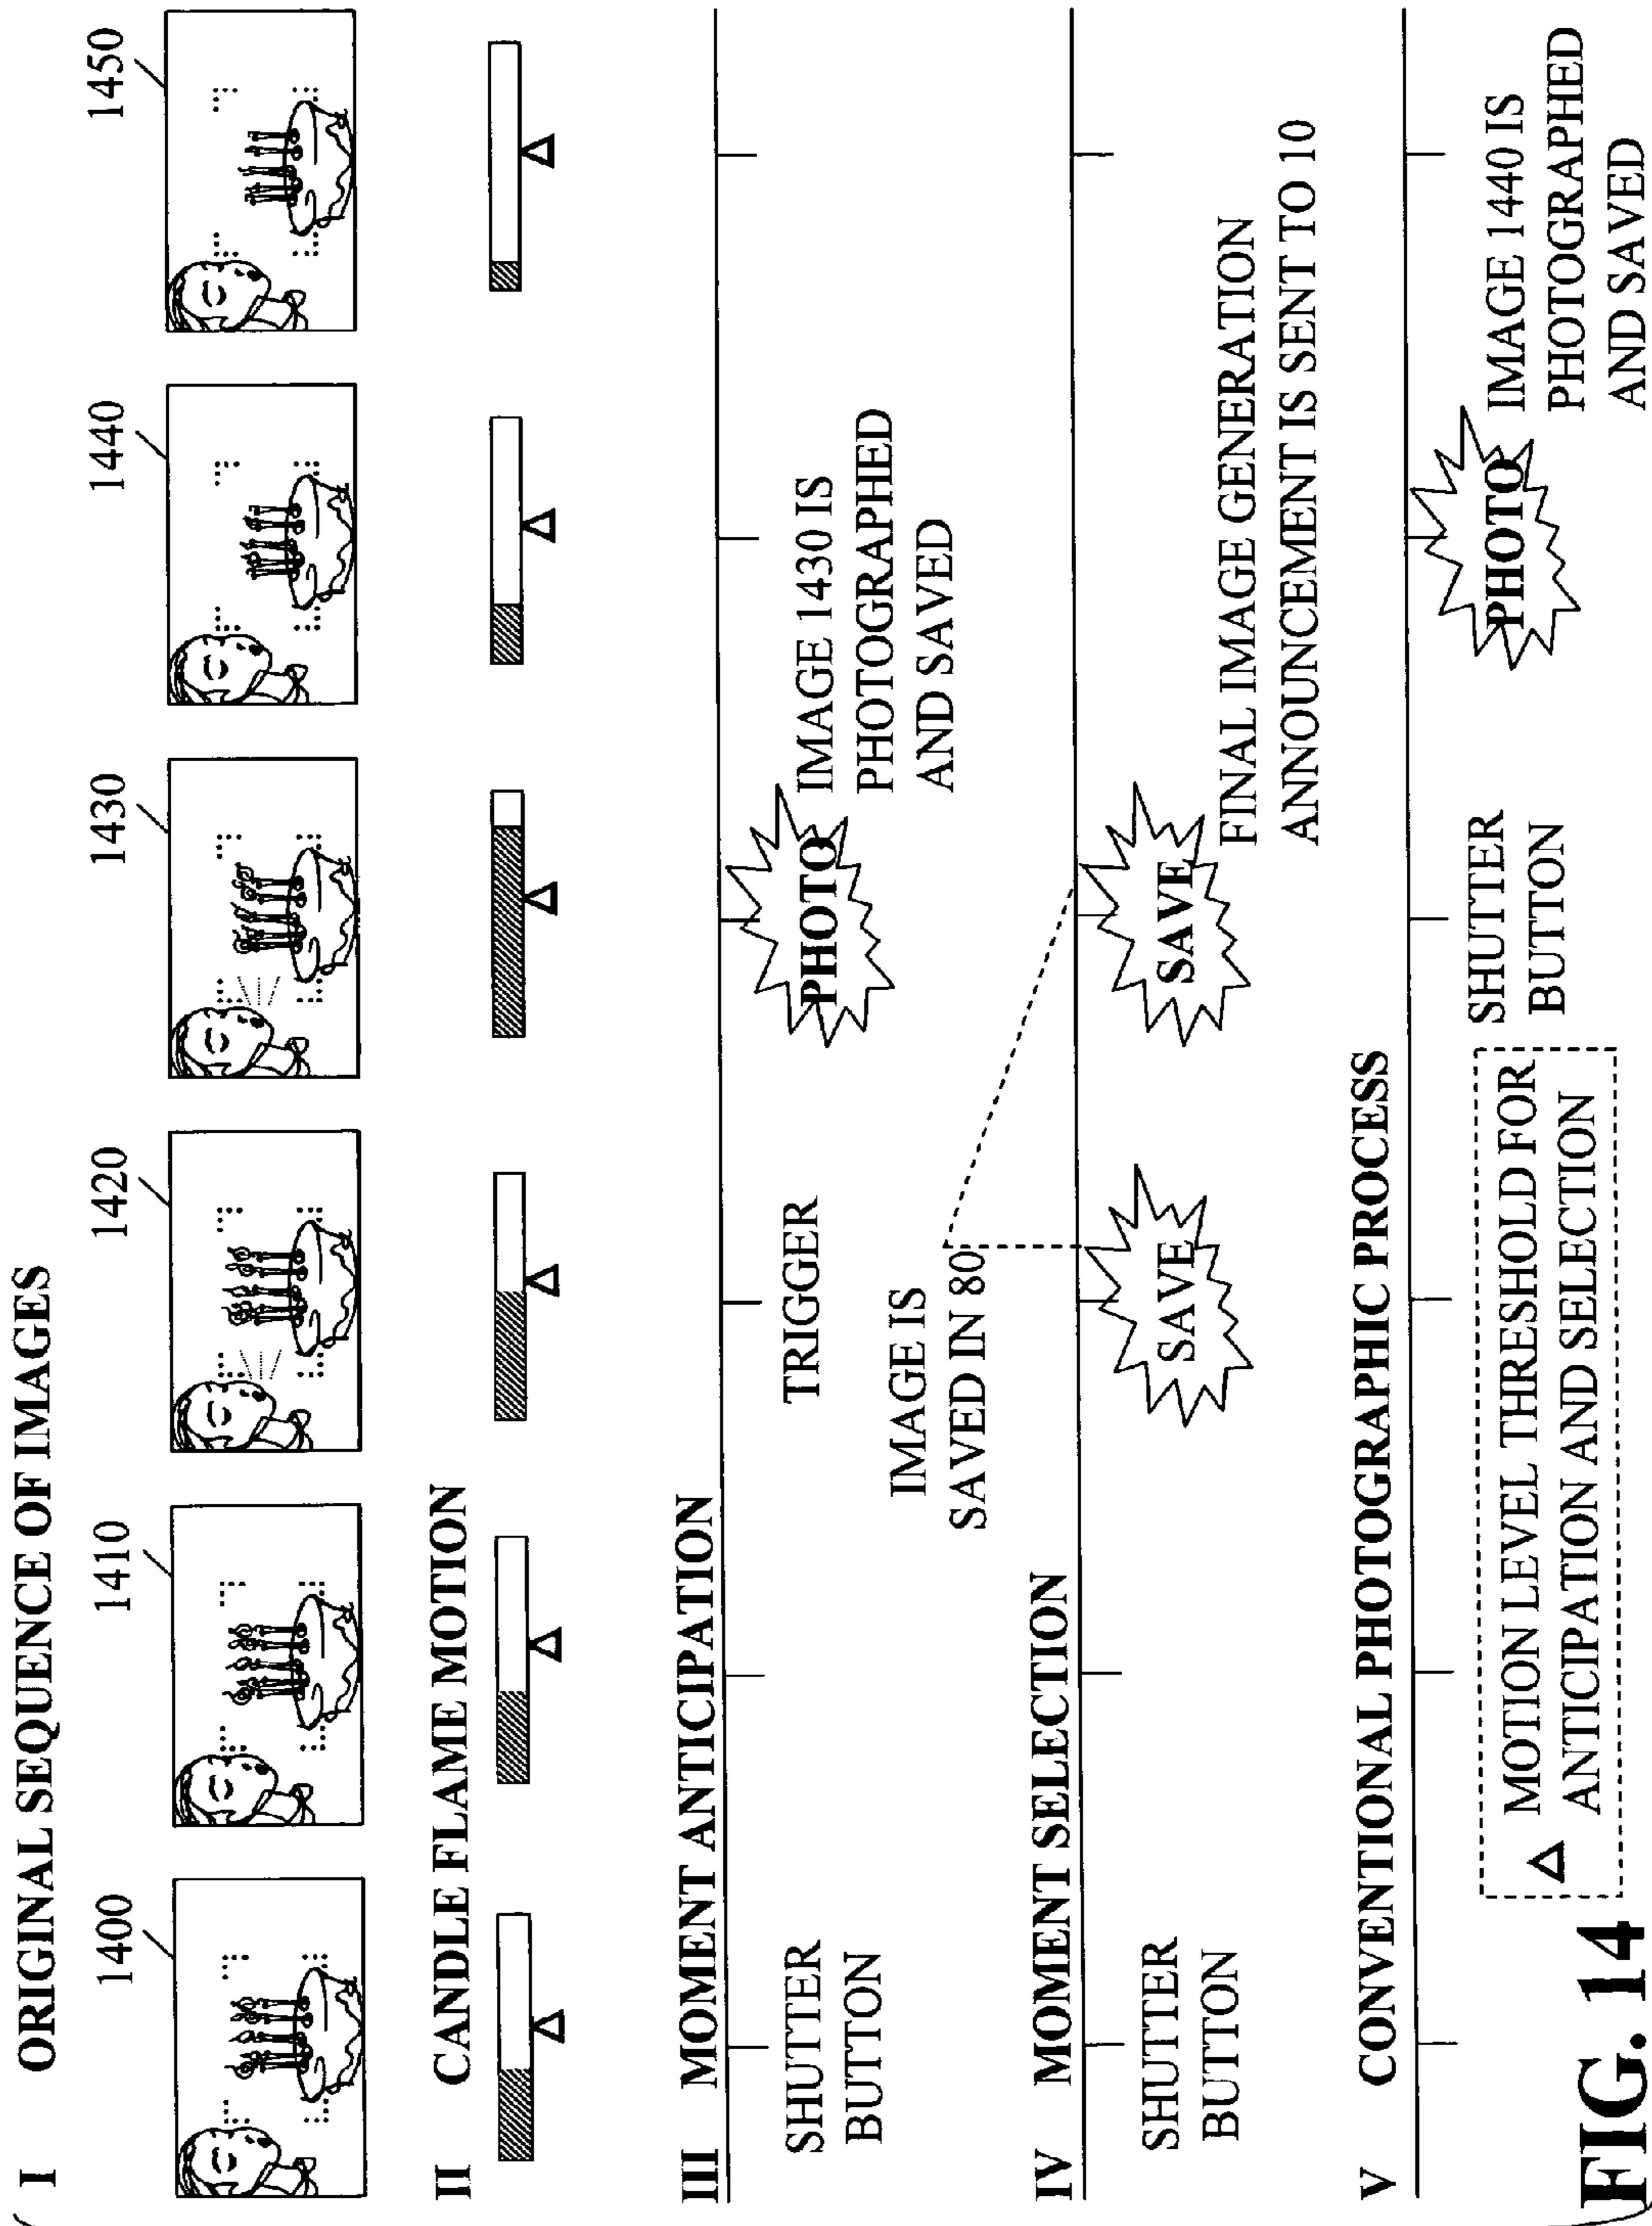 I ORIGINAL SEQUENCE OF IMAGES
1400 1410 1420 1430 1440 1450
II CANDLE FLAME MOTION
III MOMENT ANTICIPATION
SHUTTER
BUTTON
TRIGGER
PHOTO
IMAGE 1430 IS
PHOTOGRAPHED
AND SAVED
IMAGE IS
SAVED IN 80
IV MOMENT SELECTION
SHUTTER
BUTTON
SAVE
SAVE
FINAL IMAGE GENERATION
ANNOUNCEMENT IS SENT TO 10
V CONVENTIONAL PHOTOGRAPHIC PROCESS
SHUTTER
BUTTON
PHOTO
IMAGE 1440 IS
PHOTOGRAPHED
AND SAVED
Δ MOTION LEVEL THRESHOLD FOR
ANTICIPATION AND SELECTION
FIG. 14